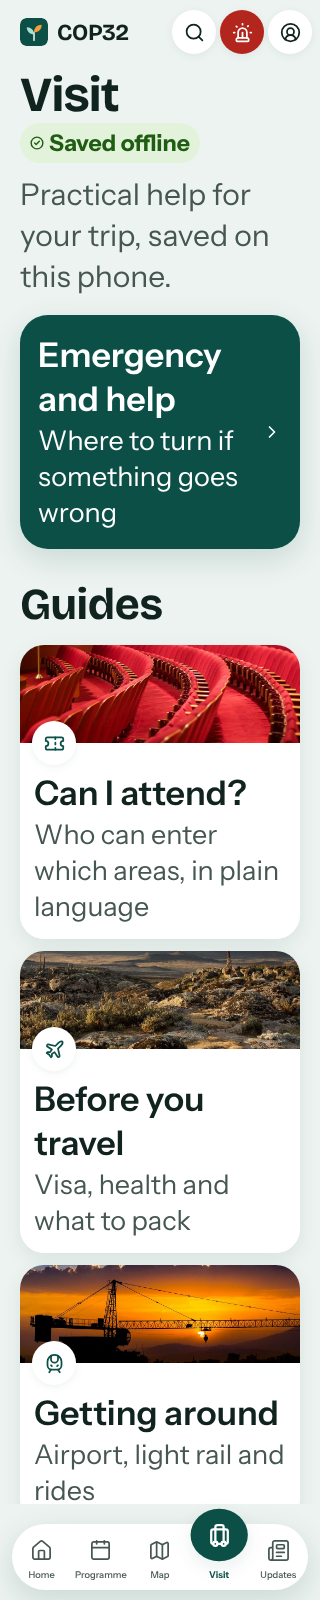 COP32
Visit
Saved offline
Practical help for
your trip, saved on
this phone.
Emergency
and help
Where to turn if
something goes
wrong
Guides
Can I attend?
Who can enter
which areas, in plain
language
Before you
travel
Visa, health and
what to pack
Getting around
Airport, light rail and
rides
Home
Programme
Map
Visit
Updates